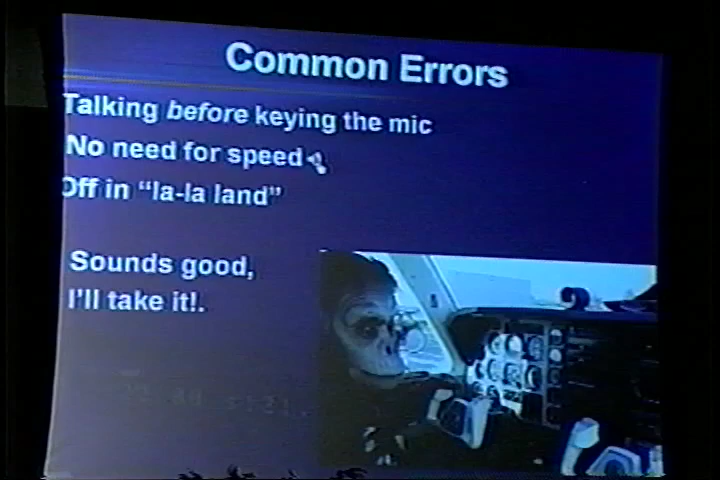 Common Errors
Talking before keying the mic
No need for speed
Off in “la-la land”
Sounds good,
I'll take it!.